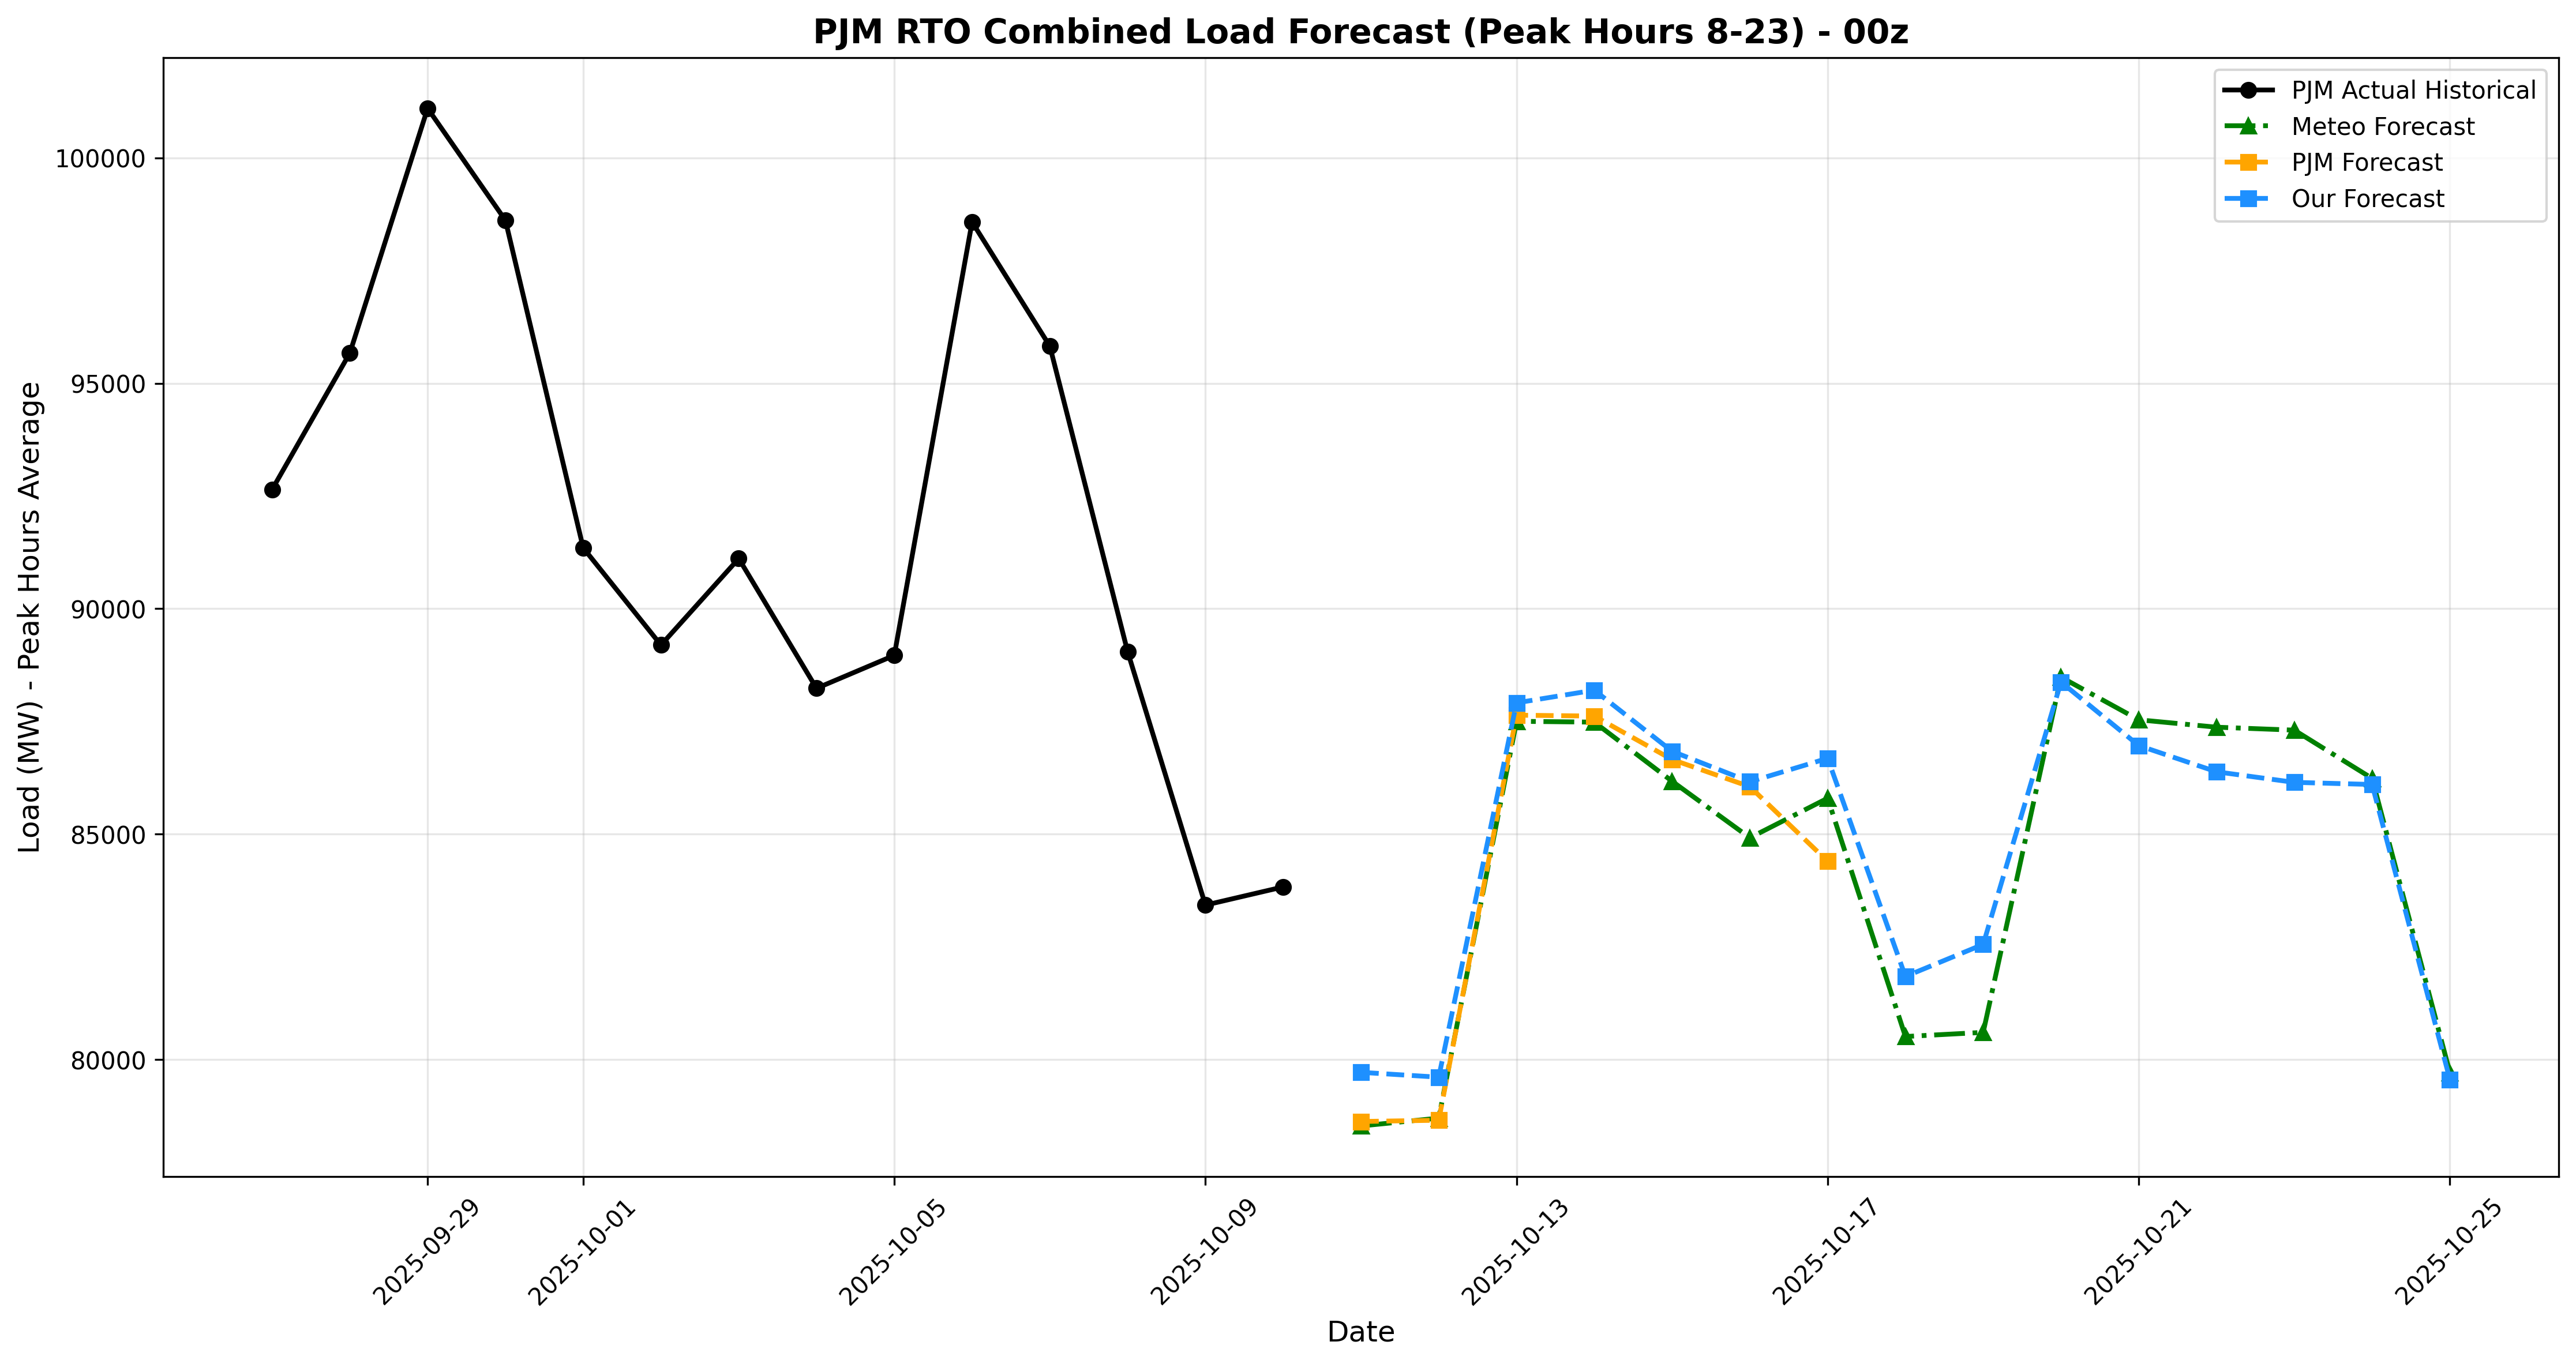 PJM RTO Combined Load Forecast (Peak Hours 8-23) - 00z
PJM Actual Historical
Meteo Forecast
PJM Forecast
Our Forecast
Load (MW) - Peak Hours Average
100000
95000
90000
85000
80000
2025-09-29
2025-10-01
2025-10-05
2025-10-09
2025-10-13
2025-10-17
2025-10-21
2025-10-25
Date